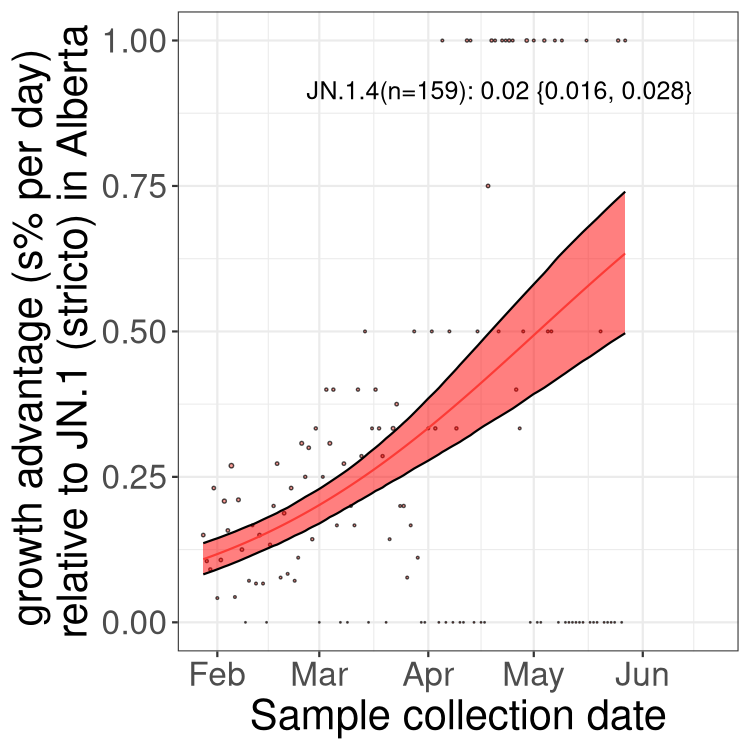 growth advantage (s% per day)
relative to JN.1 (stricto) in Alberta
1.00
0.75
0.50
0.25
0.00
JN.1.4(n=159): 0.02 {0.016, 0.028}
Feb Mar Apr May Jun
Sample collection date